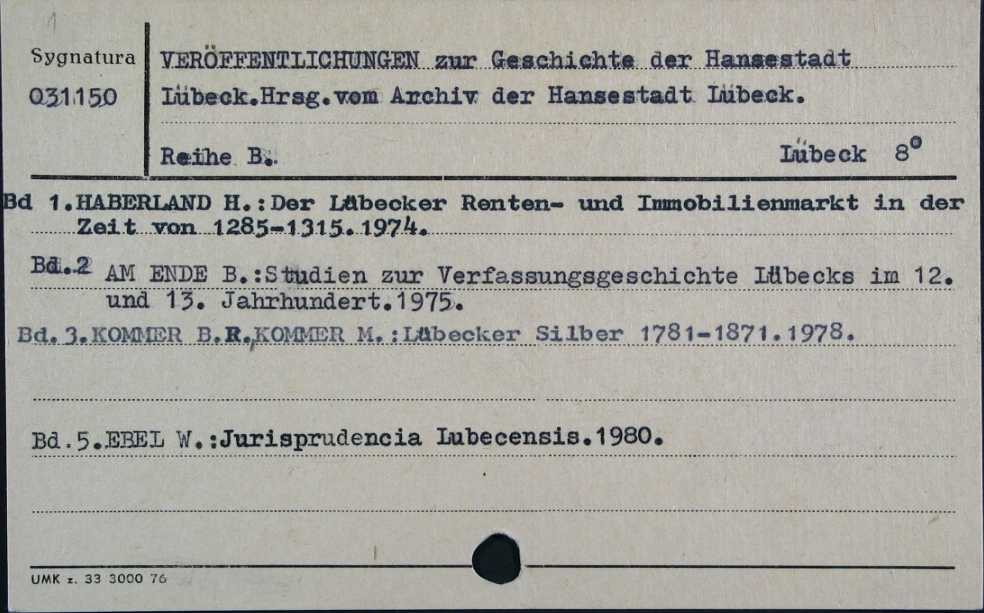 Sygnatura
031150
VERÖFFENTLICHUNGEN zur Geschichte der Hansestadt
Lübeck.Hrsg.vom Archiv der Hansestadt Lübeck.
Reihe B. Lübeck 8°
Bd 1.HABERLAND H.:Der Lübecker Renten- und Immobilienmarkt in der
Zeit von 1285-1315.1974.
Bd.2 AM ENDE B.:Studien zur Verfassungsgeschichte Lübecks im 12.
und 13. Jahrhundert.1975.
Bd.3.KOMMER B.R,KOMMER M.:Lübecker Silber 1781-1871.1978.
Bd.5.EBEL W.:Jurisprudencia Lubecensis.1980.
UMK z. 33 3000 76